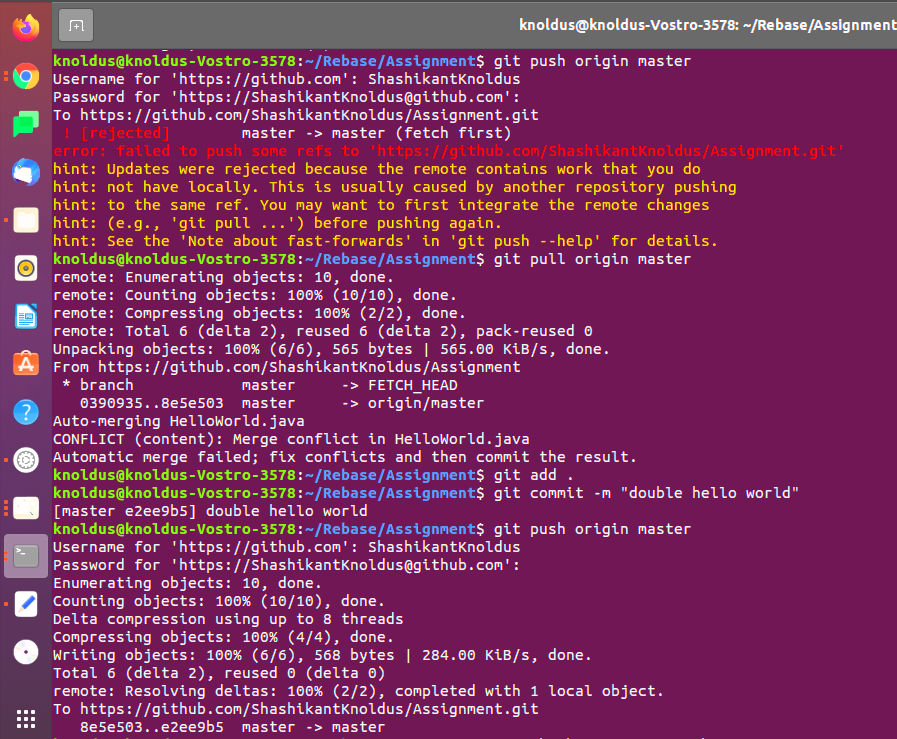 knoldus@knoldus-Vostro-3578: ~/Rebase/Assignment
knoldus@knoldus-Vostro-3578:~/Rebase/Assignment$ git push origin master
Username for 'https://github.com': ShashikantKnoldus
Password for 'https://ShashikantKnoldus@github.com':
To https://github.com/ShashikantKnoldus/Assignment.git
 ! [rejected]        master -> master (fetch first)
error: failed to push some refs to 'https://github.com/ShashikantKnoldus/Assignment.git'
hint: Updates were rejected because the remote contains work that you do
hint: not have locally. This is usually caused by another repository pushing
hint: to the same ref. You may want to first integrate the remote changes
hint: (e.g., 'git pull ...') before pushing again.
hint: See the 'Note about fast-forwards' in 'git push --help' for details.
knoldus@knoldus-Vostro-3578:~/Rebase/Assignment$ git pull origin master
remote: Enumerating objects: 10, done.
remote: Counting objects: 100% (10/10), done.
remote: Compressing objects: 100% (2/2), done.
remote: Total 6 (delta 2), reused 6 (delta 2), pack-reused 0
Unpacking objects: 100% (6/6), 565 bytes | 565.00 KiB/s, done.
From https://github.com/ShashikantKnoldus/Assignment
 * branch            master     -> FETCH_HEAD
   0390935..8e5e503  master     -> origin/master
Auto-merging HelloWorld.java
CONFLICT (content): Merge conflict in HelloWorld.java
Automatic merge failed; fix conflicts and then commit the result.
knoldus@knoldus-Vostro-3578:~/Rebase/Assignment$ git add .
knoldus@knoldus-Vostro-3578:~/Rebase/Assignment$ git commit -m "double hello world"
[master e2ee9b5] double hello world
knoldus@knoldus-Vostro-3578:~/Rebase/Assignment$ git push origin master
Username for 'https://github.com': ShashikantKnoldus
Password for 'https://ShashikantKnoldus@github.com':
Enumerating objects: 10, done.
Counting objects: 100% (10/10), done.
Delta compression using up to 8 threads
Compressing objects: 100% (4/4), done.
Writing objects: 100% (6/6), 568 bytes | 284.00 KiB/s, done.
Total 6 (delta 2), reused 0 (delta 0)
remote: Resolving deltas: 100% (2/2), completed with 1 local object.
To https://github.com/ShashikantKnoldus/Assignment.git
   8e5e503..e2ee9b5  master -> master